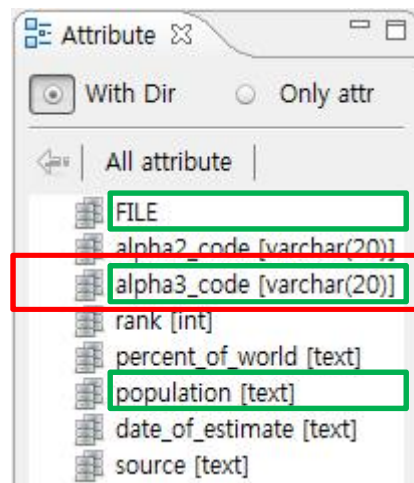 Attribute
With Dir Only attr
All attribute
FILE
alpha2_code [varchar(20)]
alpha3_code [varchar(20)]
rank [int]
percent_of_world [text]
population [text]
date_of_estimate [text]
source [text]